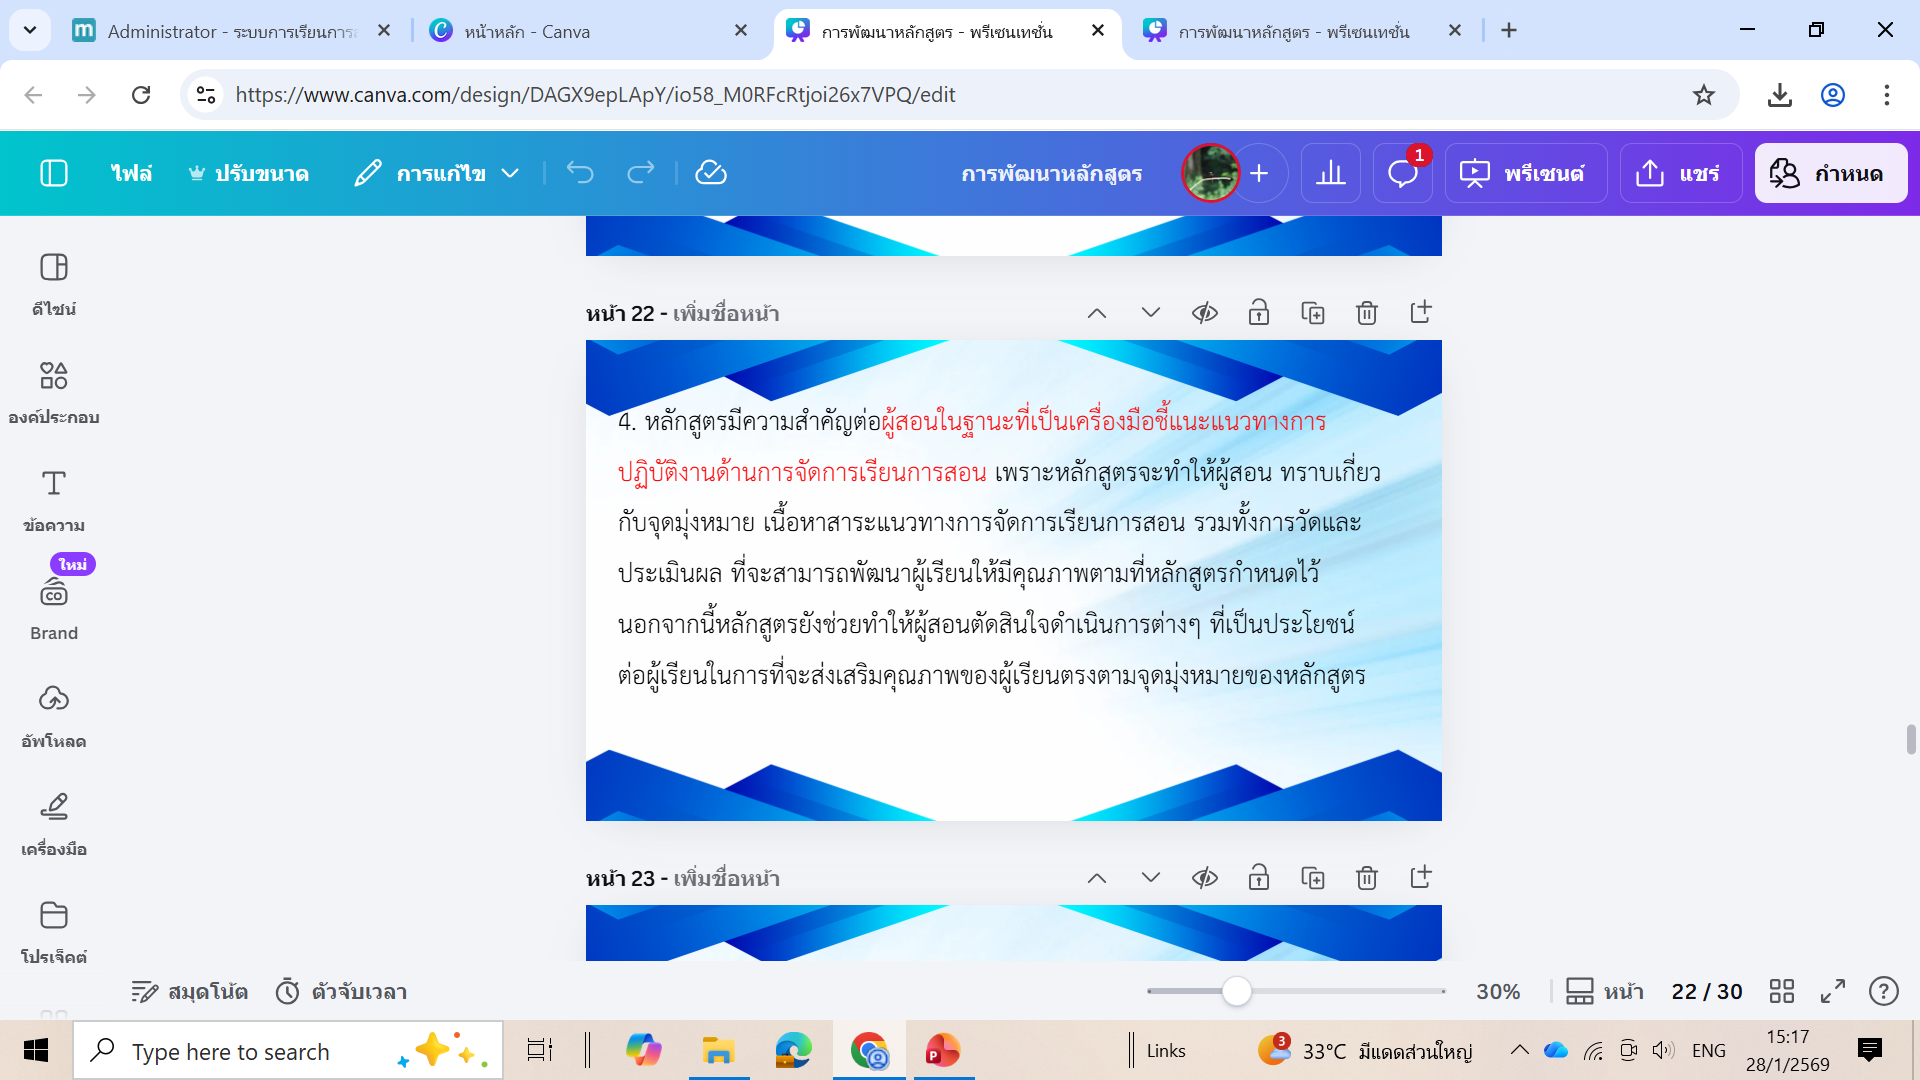 Administrator - ระบบการเรียนการส
หน้าหลัก - Canva
การพัฒนาหลักสูตร - พรีเซนเทชั่น
การพัฒนาหลักสูตร - พรีเซนเทชั่น
https://www.canva.com/design/DAGX9epLApY/io58_M0RFcRtjoi26x7VPQ/edit
ไฟล์
ปรับขนาด
การแก้ไข
การพัฒนาหลักสูตร
1
พรีเซนต์
แชร์
กำหนด
ดีไซน์
องค์ประกอบ
ข้อความ
ใหม่
Brand
อัพโหลด
เครื่องมือ
โปรเจ็คต์
หน้า 22 - เพิ่มชื่อหน้า
4. หลักสูตรมีความสำคัญต่อผู้สอนในฐานะที่เป็นเครื่องมือชี้แนะแนวทางการ
ปฏิบัติงานด้านการจัดการเรียนการสอน เพราะหลักสูตรจะทำให้ผู้สอน ทราบเกี่ยว
กับจุดมุ่งหมาย เนื้อหาสาระแนวทางการจัดการเรียนการสอน รวมทั้งการวัดและ
ประเมินผล ที่จะสามารถพัฒนาผู้เรียนให้มีคุณภาพตามที่หลักสูตรกำหนดไว้
นอกจากนี้หลักสูตรยังช่วยทำให้ผู้สอนตัดสินใจดำเนินการต่างๆ ที่เป็นประโยชน์
ต่อผู้เรียนในการที่จะส่งเสริมคุณภาพของผู้เรียนตรงตามจุดมุ่งหมายของหลักสูตร
หน้า 23 - เพิ่มชื่อหน้า
สมุดโน้ต
ตัวจับเวลา
30%
หน้า
22 / 30
Type here to search
Links
3
33°C มีแดดส่วนใหญ่
ENG
15:17
28/1/2569